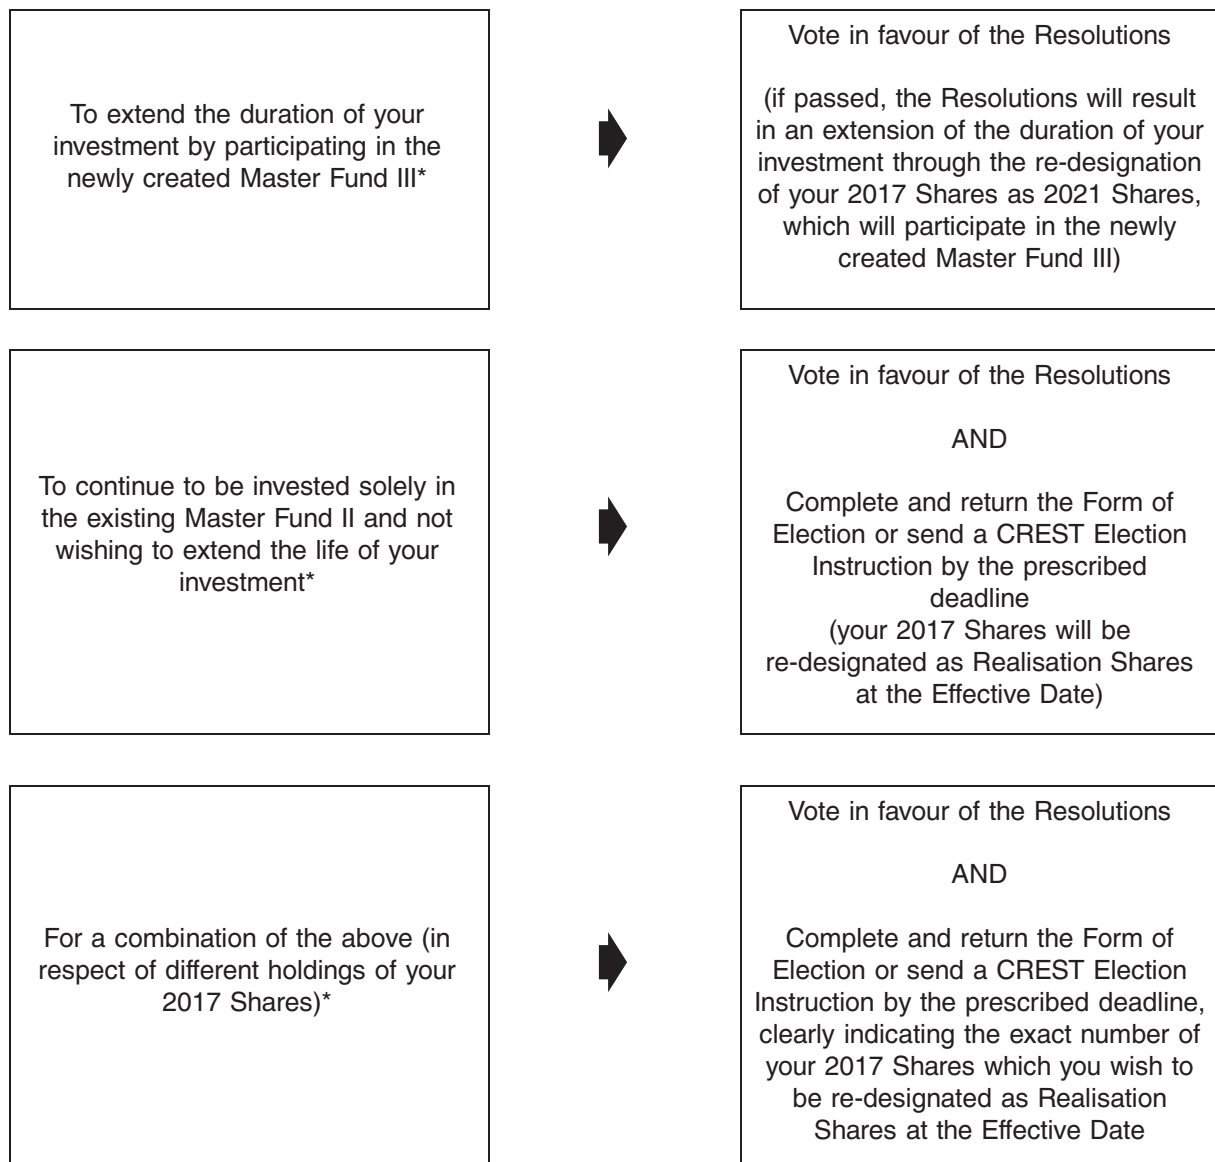 To extend the duration of your
investment by participating in the
newly created Master Fund III*
Vote in favour of the Resolutions
(if passed, the Resolutions will result
in an extension of the duration of your
investment through the re-designation
of your 2017 Shares as 2021 Shares,
which will participate in the newly
created Master Fund III)
To continue to be invested solely in
the existing Master Fund II and not
wishing to extend the life of your
investment*
Vote in favour of the Resolutions
AND
Complete and return the Form of
Election or send a CREST Election
Instruction by the prescribed
deadline
(your 2017 Shares will be
re-designated as Realisation Shares
at the Effective Date)
For a combination of the above (in
respect of different holdings of your
2017 Shares)*
Vote in favour of the Resolutions
AND
Complete and return the Form of
Election or send a CREST Election
Instruction by the prescribed deadline,
clearly indicating the exact number of
your 2017 Shares which you wish to
be re-designated as Realisation
Shares at the Effective Date